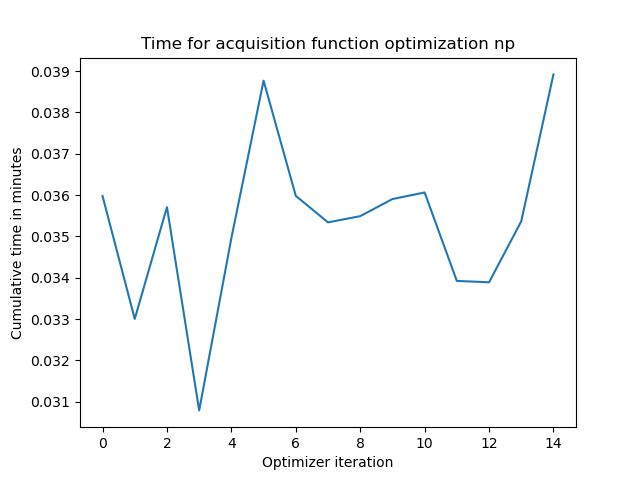 Time for acquisition function optimization np
Cumulative time in minutes
0.039
0.038
0.037
0.036
0.035
0.034
0.033
0.032
0.031
0 2 4 6 8 10 12 14
Optimizer iteration